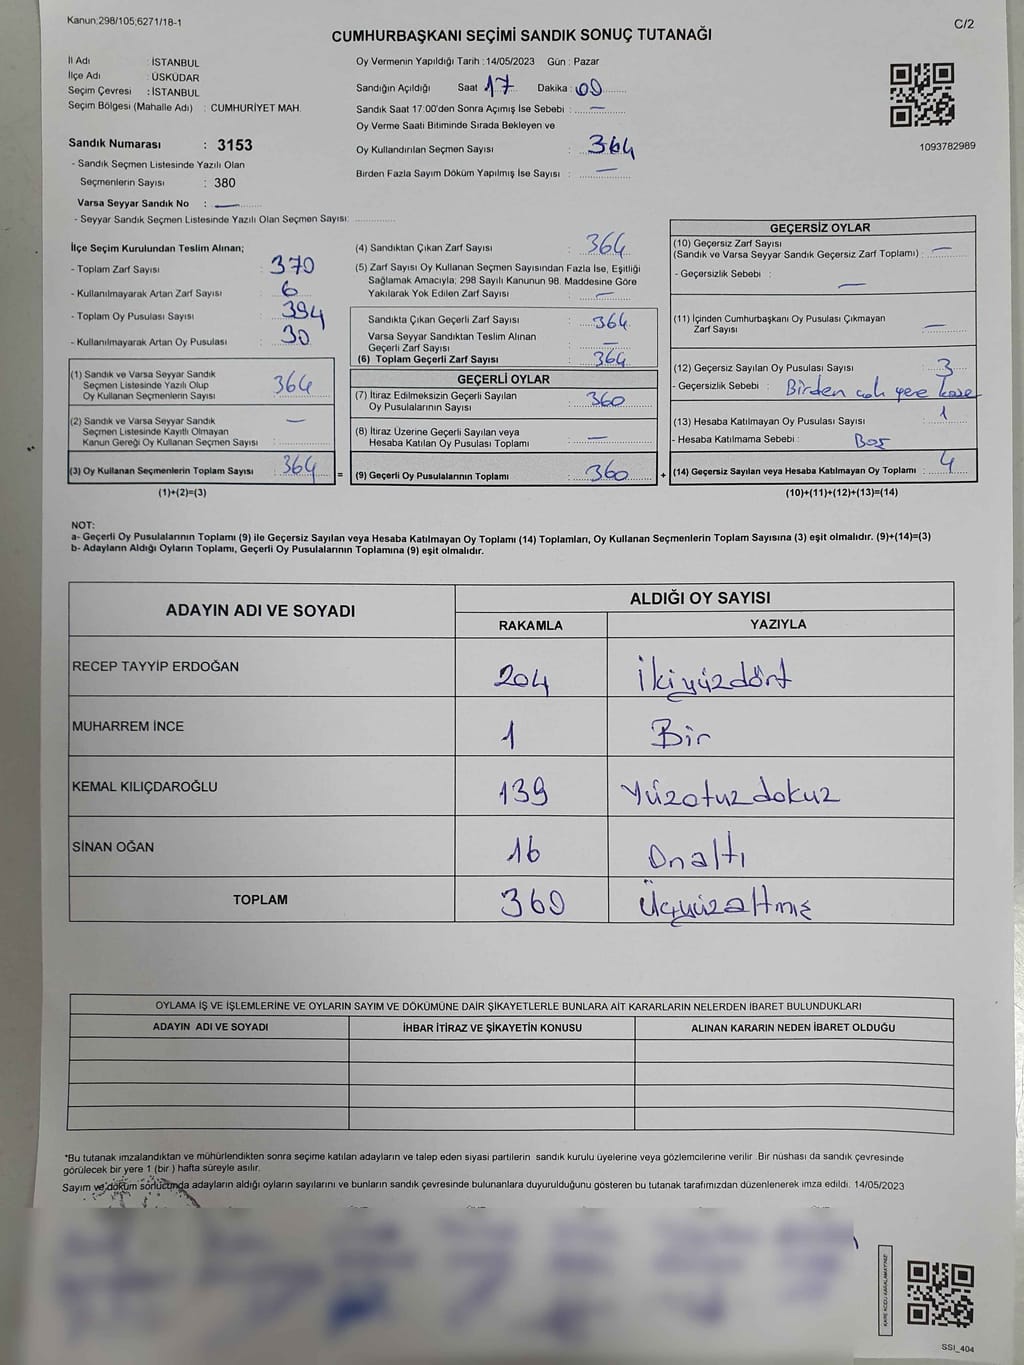 Kanun:298/105,6271/18-1
C/2
CUMHURBAŞKANI SEÇİMİ SANDIK SONUÇ TUTANAĞI
İl Adı : İSTANBUL
İlçe Adı : ÜSKÜDAR
Seçim Çevresi : İSTANBUL
Seçim Bölgesi (Mahalle Adı) : CUMHURİYET MAH.
Sandık Numarası : 3153
- Sandık Seçmen Listesinde Yazılı Olan
Seçmenlerin Sayısı : 380
Varsa Seyyar Sandık No : —
- Seyyar Sandık Seçmen Listesinde Yazılı Olan Seçmen Sayısı: ..............
Oy Vermenin Yapıldığı Tarih : 14/05/2023 Gün : Pazar
Sandığın Açıldığı Saat 17 Dakika : 00
Sandık Saat 17:00'den Sonra Açımış İse Sebebi : —
Oy Verme Saati Bitiminde Sırada Bekleyen ve
Oy Kullandırılan Seçmen Sayısı : 364
Birden Fazla Sayım Döküm Yapılmış İse Sayısı : —
1093782989
İlçe Seçim Kurulundan Teslim Alınan;
- Toplam Zarf Sayısı : 370
- Kullanılmayarak Artan Zarf Sayısı : 6
- Toplam Oy Pusulası Sayısı : 394
- Kullanılmayarak Artan Oy Pusulası : 30
(1) Sandık ve Varsa Seyyar Sandık
Seçmen Listesinde Yazılı Olup
Oy Kullanan Seçmenlerin Sayısı : 364
(2) Sandık ve Varsa Seyyar Sandık
Seçmen Listesinde Kayıtlı Olmayan
Kanun Gereği Oy Kullanan Seçmen Sayısı : —
(3) Oy Kullanan Seçmenlerin Toplam Sayısı : 364
(1)+(2)=(3)
=
(4) Sandıktan Çıkan Zarf Sayısı : 364
(5) Zarf Sayısı Oy Kullanan Seçmen Sayısından Fazla İse, Eşitliği
Sağlamak Amacıyla; 298 Sayılı Kanunun 98. Maddesine Göre
Yakılarak Yok Edilen Zarf Sayısı : —
Sandıkta Çıkan Geçerli Zarf Sayısı : 364
Varsa Seyyar Sandıktan Teslim Alınan
Geçerli Zarf Sayısı : —
(6) Toplam Geçerli Zarf Sayısı : 364
GEÇERLİ OYLAR
(7) İtiraz Edilmeksizin Geçerli Sayılan
Oy Pusulalarının Sayısı : 360
(8) İtiraz Üzerine Geçerli Sayılan veya
Hesaba Katılan Oy Pusulası Toplamı : —
(9) Geçerli Oy Pusulalarının Toplamı : 360
+
GEÇERSİZ OYLAR
(10) Geçersiz Zarf Sayısı
(Sandık ve Varsa Seyyar Sandık Geçersiz Zarf Toplamı) : —
- Geçersizlik Sebebi :
—
(11) İçinden Cumhurbaşkanı Oy Pusulası Çıkmayan
Zarf Sayısı : —
(12) Geçersiz Sayılan Oy Pusulası Sayısı : 3
- Geçersizlik Sebebi : Birden çok yere
(13) Hesaba Katılmayan Oy Pusulası Sayısı : 1
- Hesaba Katılmama Sebebi : Boş
(14) Geçersiz Sayılan veya Hesaba Katılmayan Oy Toplamı : 4
(10)+(11)+(12)+(13)=(14)
NOT:
a- Geçerli Oy Pusulalarının Toplamı (9) ile Geçersiz Sayılan veya Hesaba Katılmayan Oy Toplamı (14) Toplamları, Oy Kullanan Seçmenlerin Toplam Sayısına (3) eşit olmalıdır. (9)+(14)=(3)
b- Adayların Aldığı Oyların Toplamı, Geçerli Oy Pusulalarının Toplamına (9) eşit olmalıdır.
ADAYIN ADI VE SOYADI
ALDIĞI OY SAYISI
RAKAMLA YAZIYLA
RECEP TAYYİP ERDOĞAN 204 İkiyüzdört
MUHARREM İNCE 1 Bir
KEMAL KILIÇDAROĞLU 139 Yüzotuzdokuz
SİNAN OĞAN 16 Onaltı
TOPLAM 360 Üçyüzaltmış
OYLAMA İŞ VE İŞLEMLERİNE VE OYLARIN SAYIM VE DÖKÜMÜNE DAİR ŞİKAYETLERLE BUNLARA AİT KARARLARIN NELERDEN İBARET BULUNDUKLARI
ADAYIN ADI VE SOYADI İHBAR İTİRAZ VE ŞİKAYETİN KONUSU ALINAN KARARIN NEDEN İBARET OLDUĞU
*Bu tutanak imzalandıktan ve mühürlendikten sonra seçime katılan adayların ve talep eden siyasi partilerin sandık kurulu üyelerine veya gözlemcilerine verilir. Bir nüshası da sandık çevresinde
görülecek bir yere 1 (bir ) hafta süreyle asılır.
Sayım ve döküm sonucunda adayların aldığı oyların sayılarını ve bunların sandık çevresinde bulunanlara duyurulduğunu gösteren bu tutanak tarafımızdan düzenlenerek imza edildi. 14/05/2023
KARE KODU KARALAMAYINIZ
SSI_404